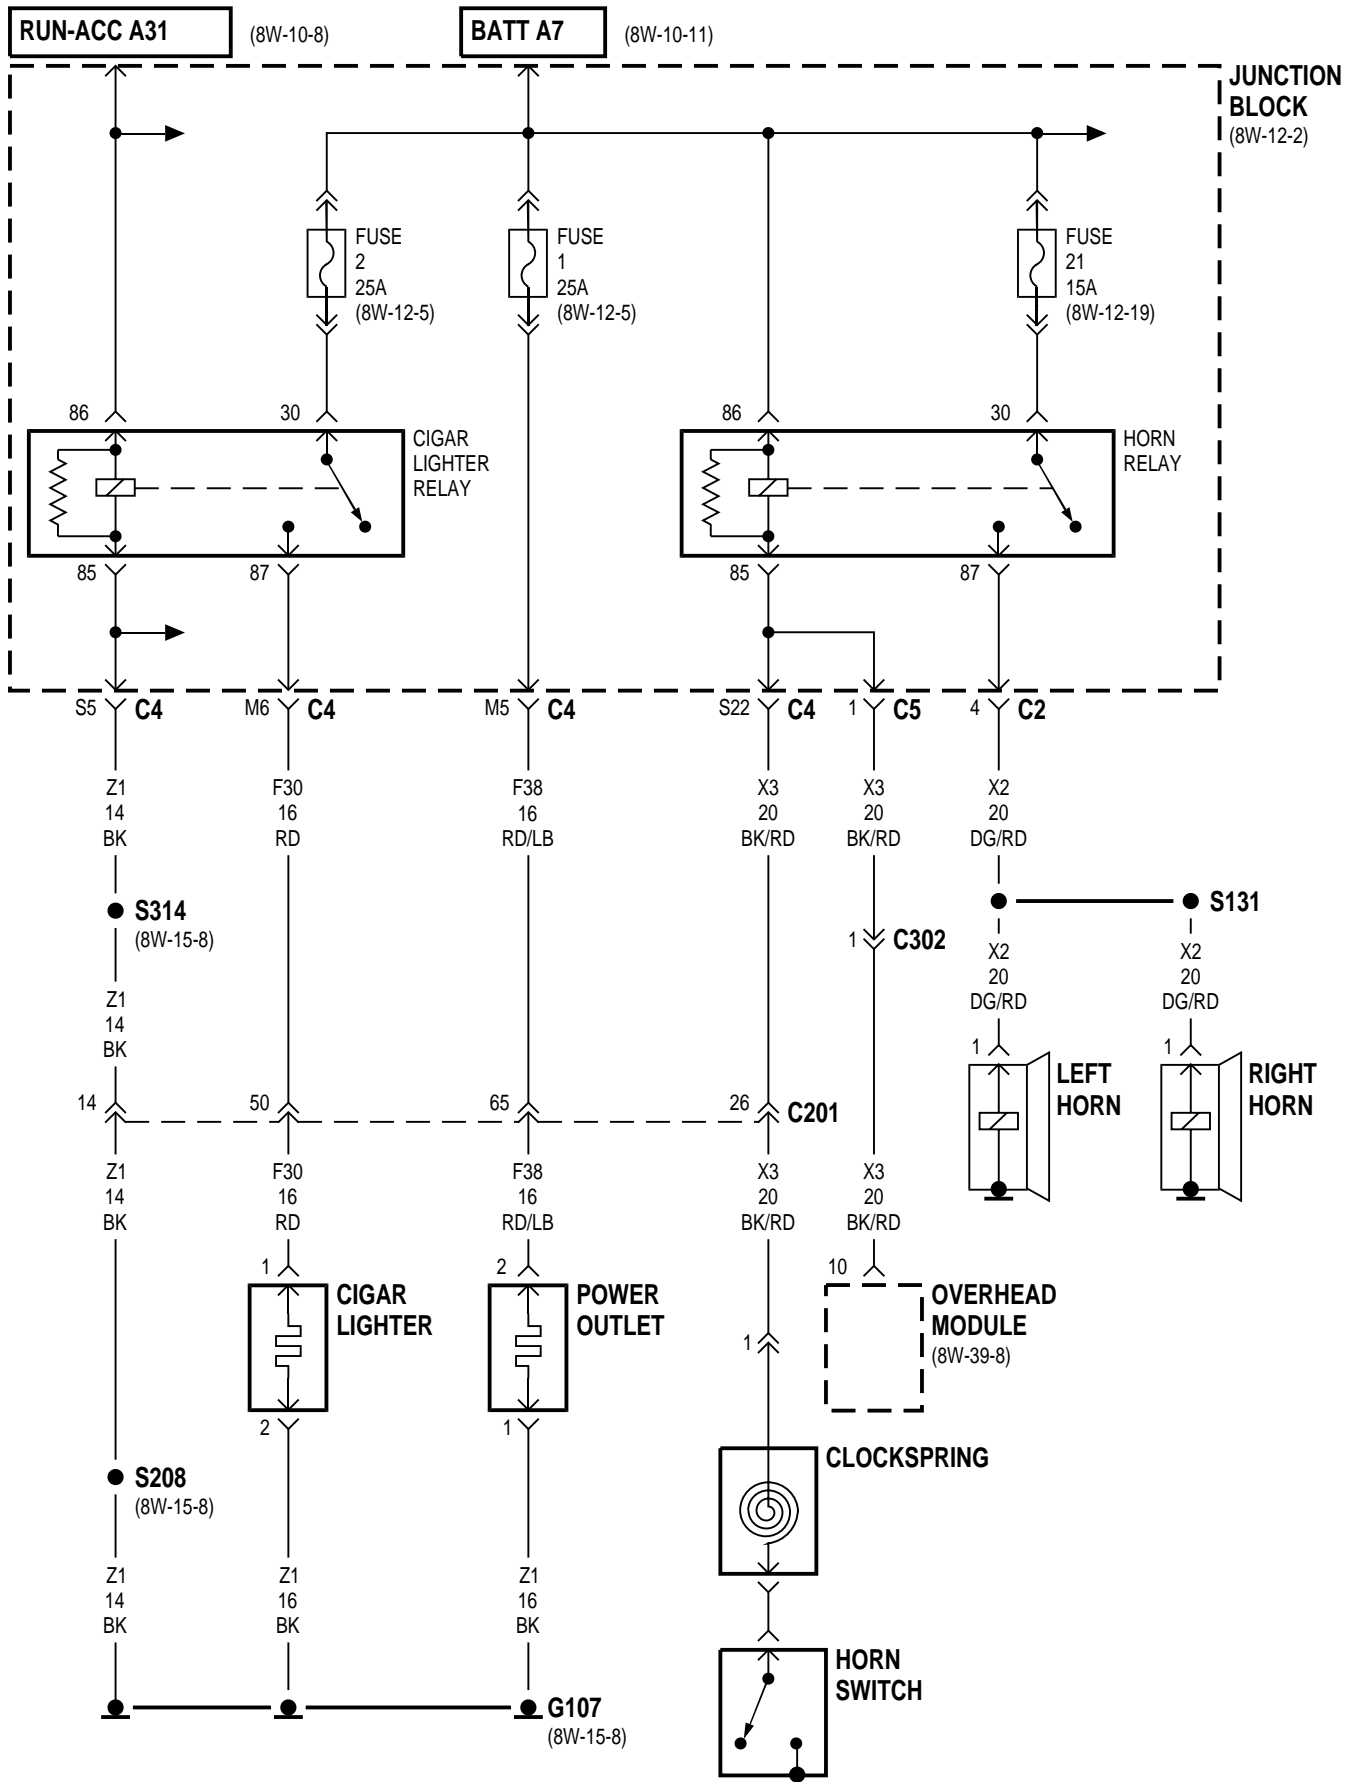 RUN-ACC A31 (8W-10-8) BATT A7 (8W-10-11)
JUNCTION
BLOCK
(8W-12-2)
FUSE
2
25A
(8W-12-5)
FUSE
1
25A
(8W-12-5)
FUSE
21
15A
(8W-12-19)
86 30 86 30
CIGAR
LIGHTER
RELAY
HORN
RELAY
85 87 85 87
S5 C4 M6 C4 M5 C4 S22 C4 1 C5 4 C2
Z1
14
BK
F30
16
RD
F38
16
RD/LB
X3
20
BK/RD
X3
20
BK/RD
X2
20
DG/RD
S314
(8W-15-8)
S131
1 C302
X2
20
DG/RD
X2
20
DG/RD
Z1
14
BK
1 1
LEFT
HORN
RIGHT
HORN
14 50 65 26 C201
Z1
14
BK
F30
16
RD
F38
16
RD/LB
X3
20
BK/RD
X3
20
BK/RD
1 2 10
CIGAR
LIGHTER
POWER
OUTLET
OVERHEAD
MODULE
(8W-39-8)
1
2 1
CLOCKSPRING
S208
(8W-15-8)
Z1
14
BK
Z1
16
BK
Z1
16
BK
HORN
SWITCH
G107
(8W-15-8)